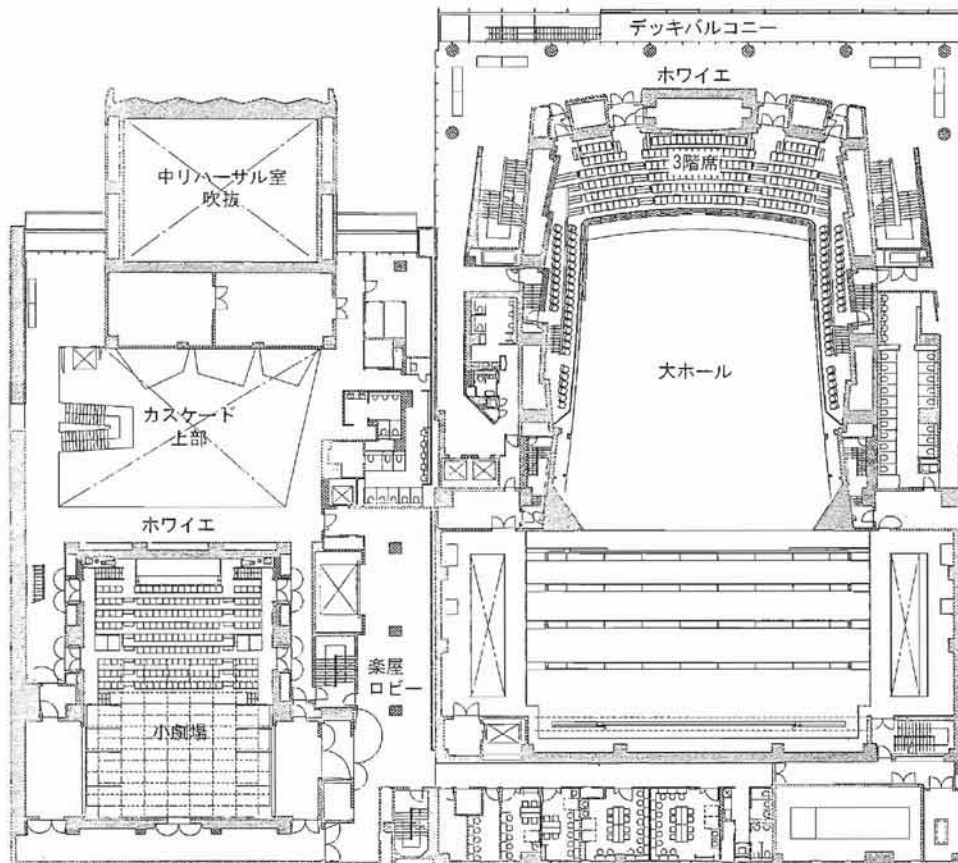 デッキバルコニー
ホワイエ
3階席
中リハーサル室
吹抜
大ホール
カスケード
上部
ホワイエ
楽屋
ロビー
小劇場